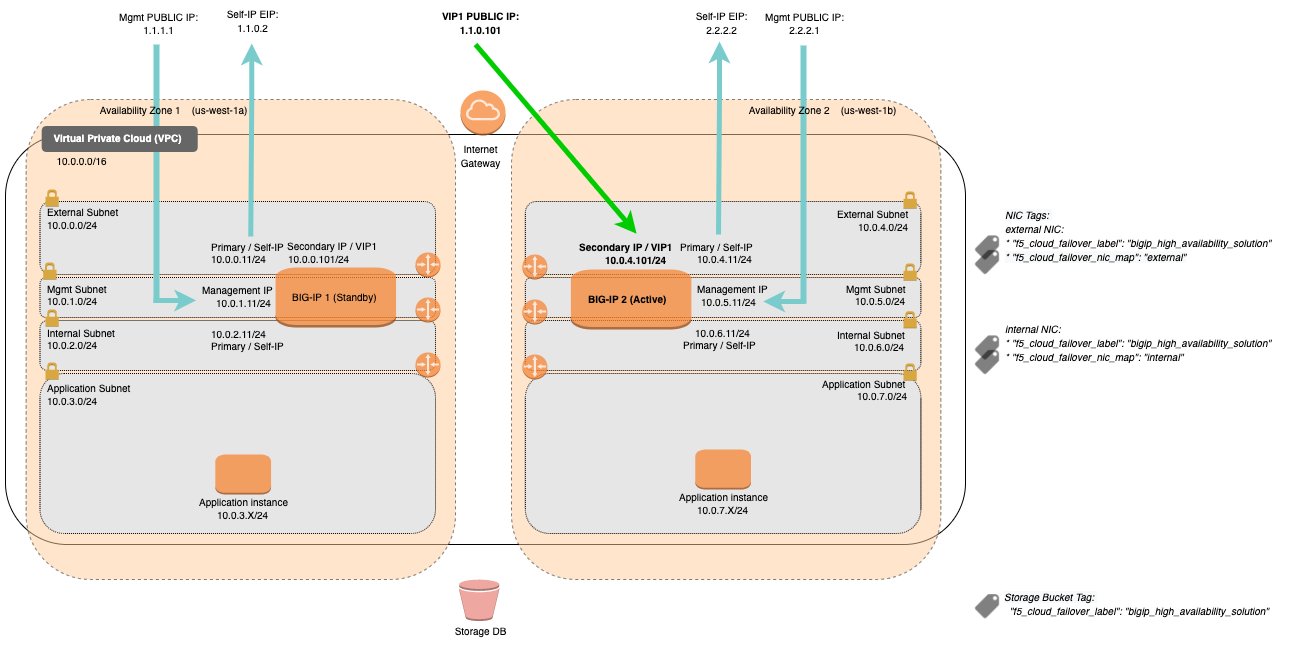 Mgmt PUBLIC IP:
1.1.1.1
Self-IP EIP:
1.1.0.2
VIP1 PUBLIC IP:
1.1.0.101
Self-IP EIP:
2.2.2.2
Mgmt PUBLIC IP:
2.2.2.1
Availability Zone 1 (us-west-1a)
Availability Zone 2 (us-west-1b)
Virtual Private Cloud (VPC)
10.0.0.0/16
Internet
Gateway
External Subnet
10.0.0.0/24
Primary / Self-IP
10.0.0.11/24
Secondary IP / VIP1
10.0.0.101/24
Mgmt Subnet
10.0.1.0/24
Management IP
10.0.1.11/24
BIG-IP 1 (Standby)
Internal Subnet
10.0.2.0/24
10.0.2.11/24
Primary / Self-IP
Application Subnet
10.0.3.0/24
Application instance
10.0.3.X/24
External Subnet
10.0.4.0/24
Secondary IP / VIP1
10.0.4.101/24
Primary / Self-IP
10.0.4.11/24
BIG-IP 2 (Active)
Management IP
10.0.5.11/24
Mgmt Subnet
10.0.5.0/24
10.0.6.11/24
Primary / Self-IP
Internal Subnet
10.0.6.0/24
Application Subnet
10.0.7.0/24
Application instance
10.0.7.X/24
Storage DB
NIC Tags:
external NIC:
* "f5_cloud_failover_label": "bigip_high_availability_solution"
* "f5_cloud_failover_nic_map": "external"
internal NIC:
* "f5_cloud_failover_label": "bigip_high_availability_solution"
* "f5_cloud_failover_nic_map": "internal"
Storage Bucket Tag:
"f5_cloud_failover_label": "bigip_high_availability_solution"